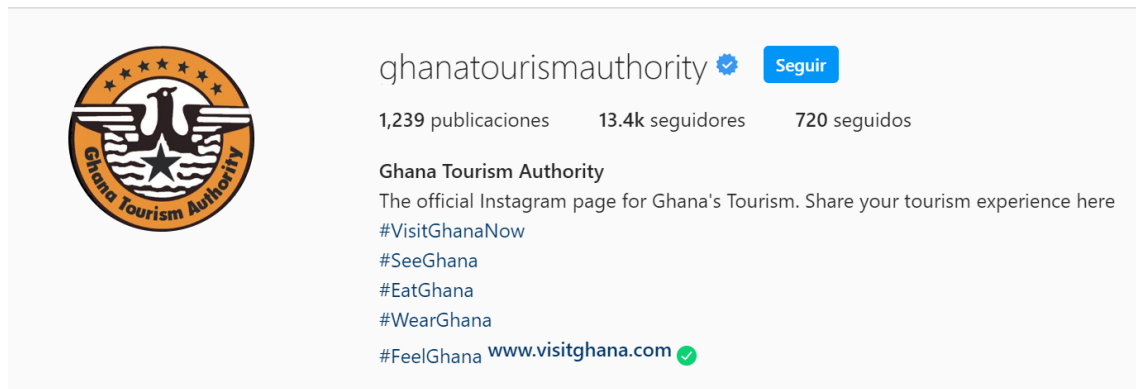 ghanatourismauthority Seguir
1,239 publicaciones 13.4k seguidores 720 seguidos
Ghana Tourism Authority
Ghana Tourism Authority
The official Instagram page for Ghana's Tourism. Share your tourism experience here
#VisitGhanaNow
#SeeGhana
#EatGhana
#WearGhana
#FeelGhana www.visitghana.com